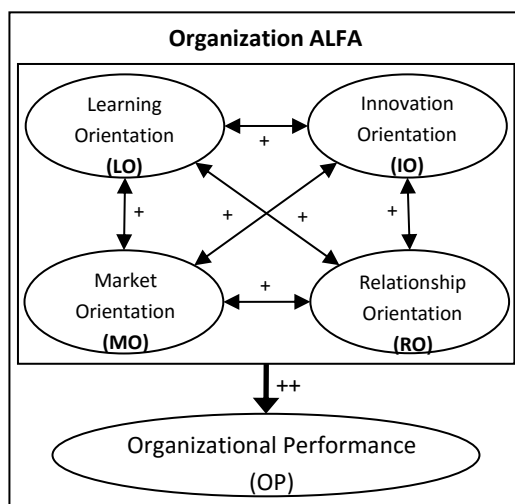 Organization ALFA
Learning
Orientation
(LO)
Innovation
Orientation
(IO)
+
+
+
+
+
Market
Orientation
(MO)
+
Relationship
Orientation
(RO)
++
Organizational Performance
(OP)